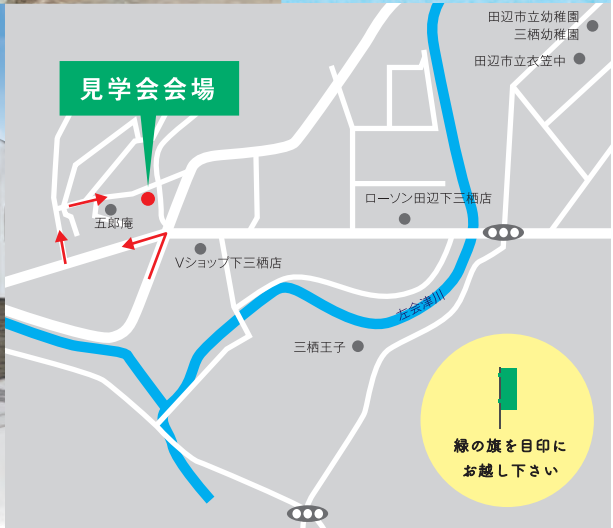 田辺市立幼稚園
三栖幼稚園
田辺市立衣笠中
見学会会場
ローソン田辺下三栖店
五郎庵
Vショップ下三栖店
左会津川
三栖王子
緑の旗を目印に
お越し下さい